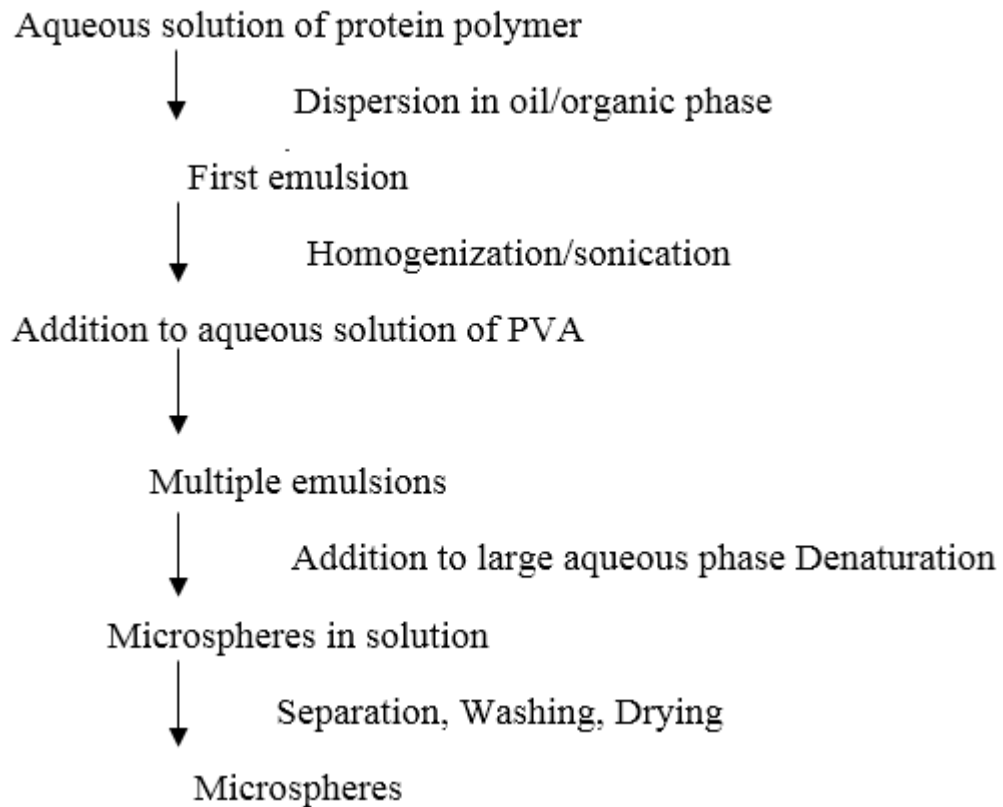 Aqueous solution of protein polymer
Dispersion in oil/organic phase
First emulsion
Homogenization/sonication
Addition to aqueous solution of PVA
Multiple emulsions
Addition to large aqueous phase Denaturation
Microspheres in solution
Separation, Washing, Drying
Microspheres